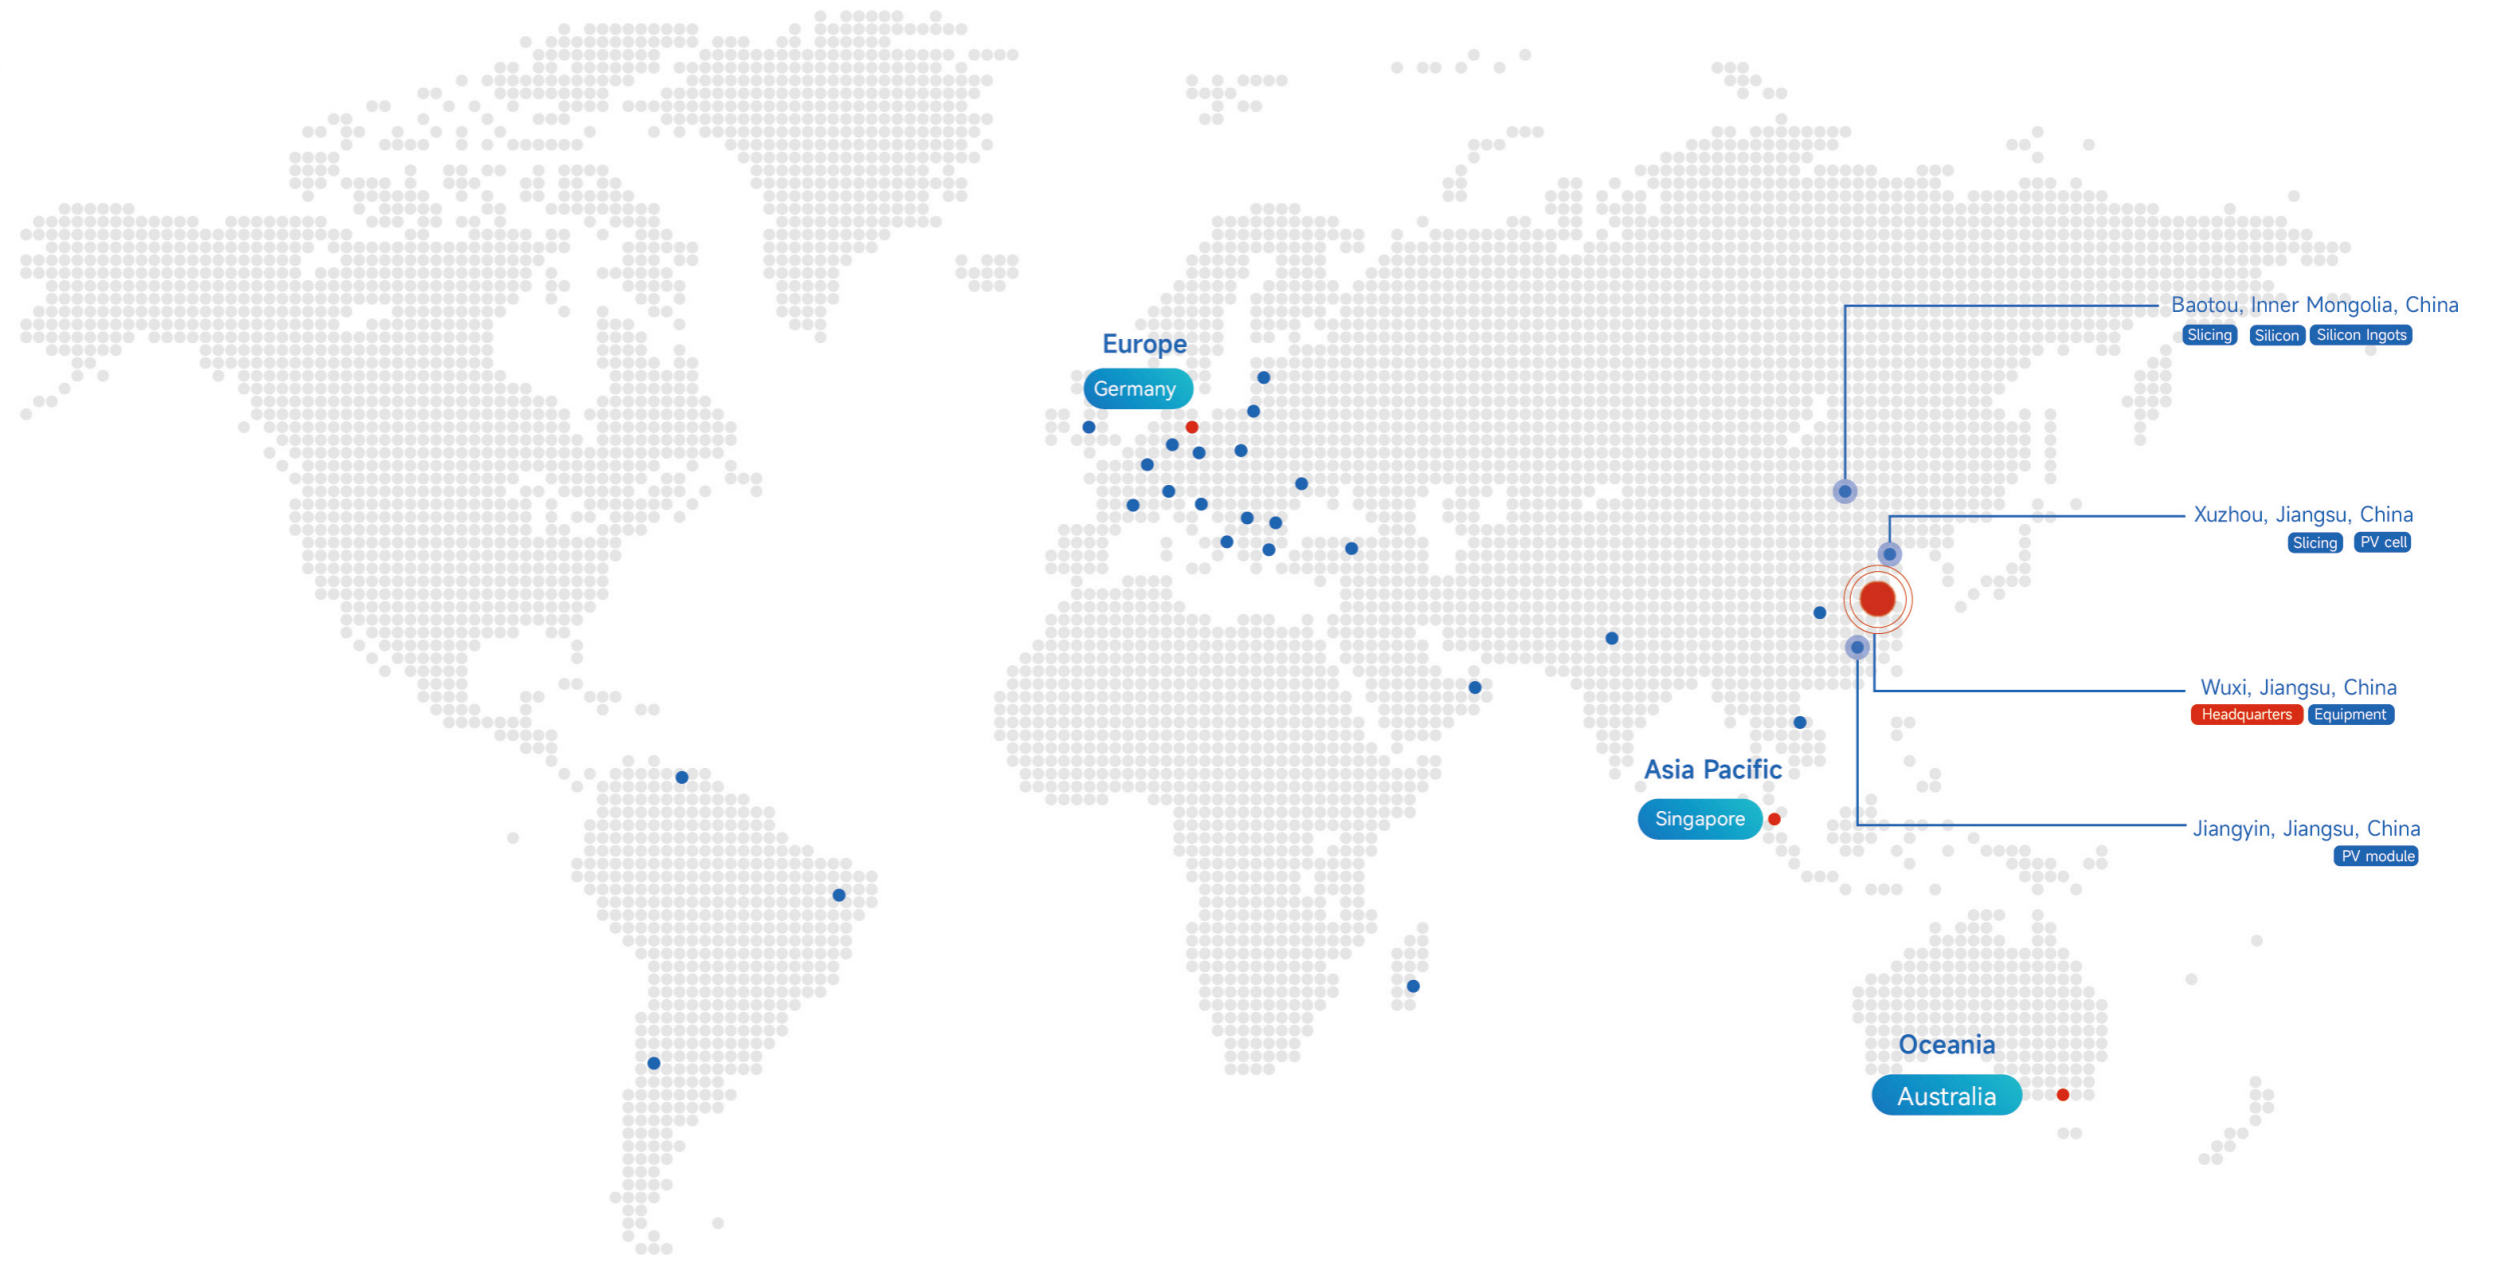 Europe
Germany
Baotou, Inner Mongolia, China
Slicing Silicon Silicon Ingots
Xuzhou, Jiangsu, China
Slicing PV cell
Wuxi, Jiangsu, China
Headquarters Equipment
Asia Pacific
Singapore
Jiangyin, Jiangsu, China
PV module
Oceania
Australia